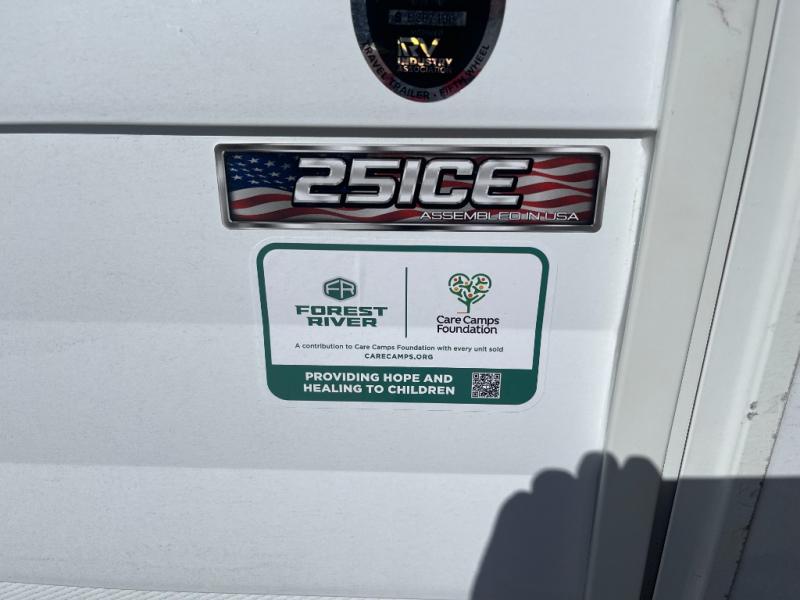 RV
INDUSTRY
ASSOCIATION
TRAVEL TRAILER • FIFTH WHEEL
251CE
ASSEMBLED IN USA
FR
FOREST
RIVER
Care Camps
Foundation
A contribution to Care Camps Foundation with every unit sold
CARECAMPS.ORG
PROVIDING HOPE AND
HEALING TO CHILDREN